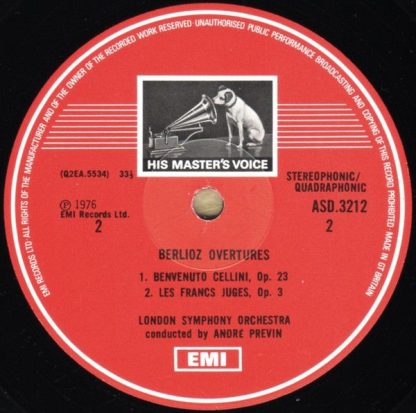 EMI RECORDS LTD· ALL RIGHTS OF THE MANUFACTURER AND OF THE OWNER OF THE RECORDED WORK RESERVED UNAUTHORISED PUBLIC PERFORMANCE BROADCASTING AND COPYING OF THIS RECORD PROHIBITED · MADE IN GT BRITAIN
HIS MASTER'S VOICE
(Q2EA.5534) 33⅓
STEREOPHONIC/
QUADRAPHONIC
℗ 1976
EMI Records Ltd.
2
ASD.3212
2
BERLIOZ OVERTURES
1. BENVENUTO CELLINI, Op. 23
2. LES FRANCS JUGES, Op. 3
LONDON SYMPHONY ORCHESTRA
conducted by ANDRE PREVIN
EMI